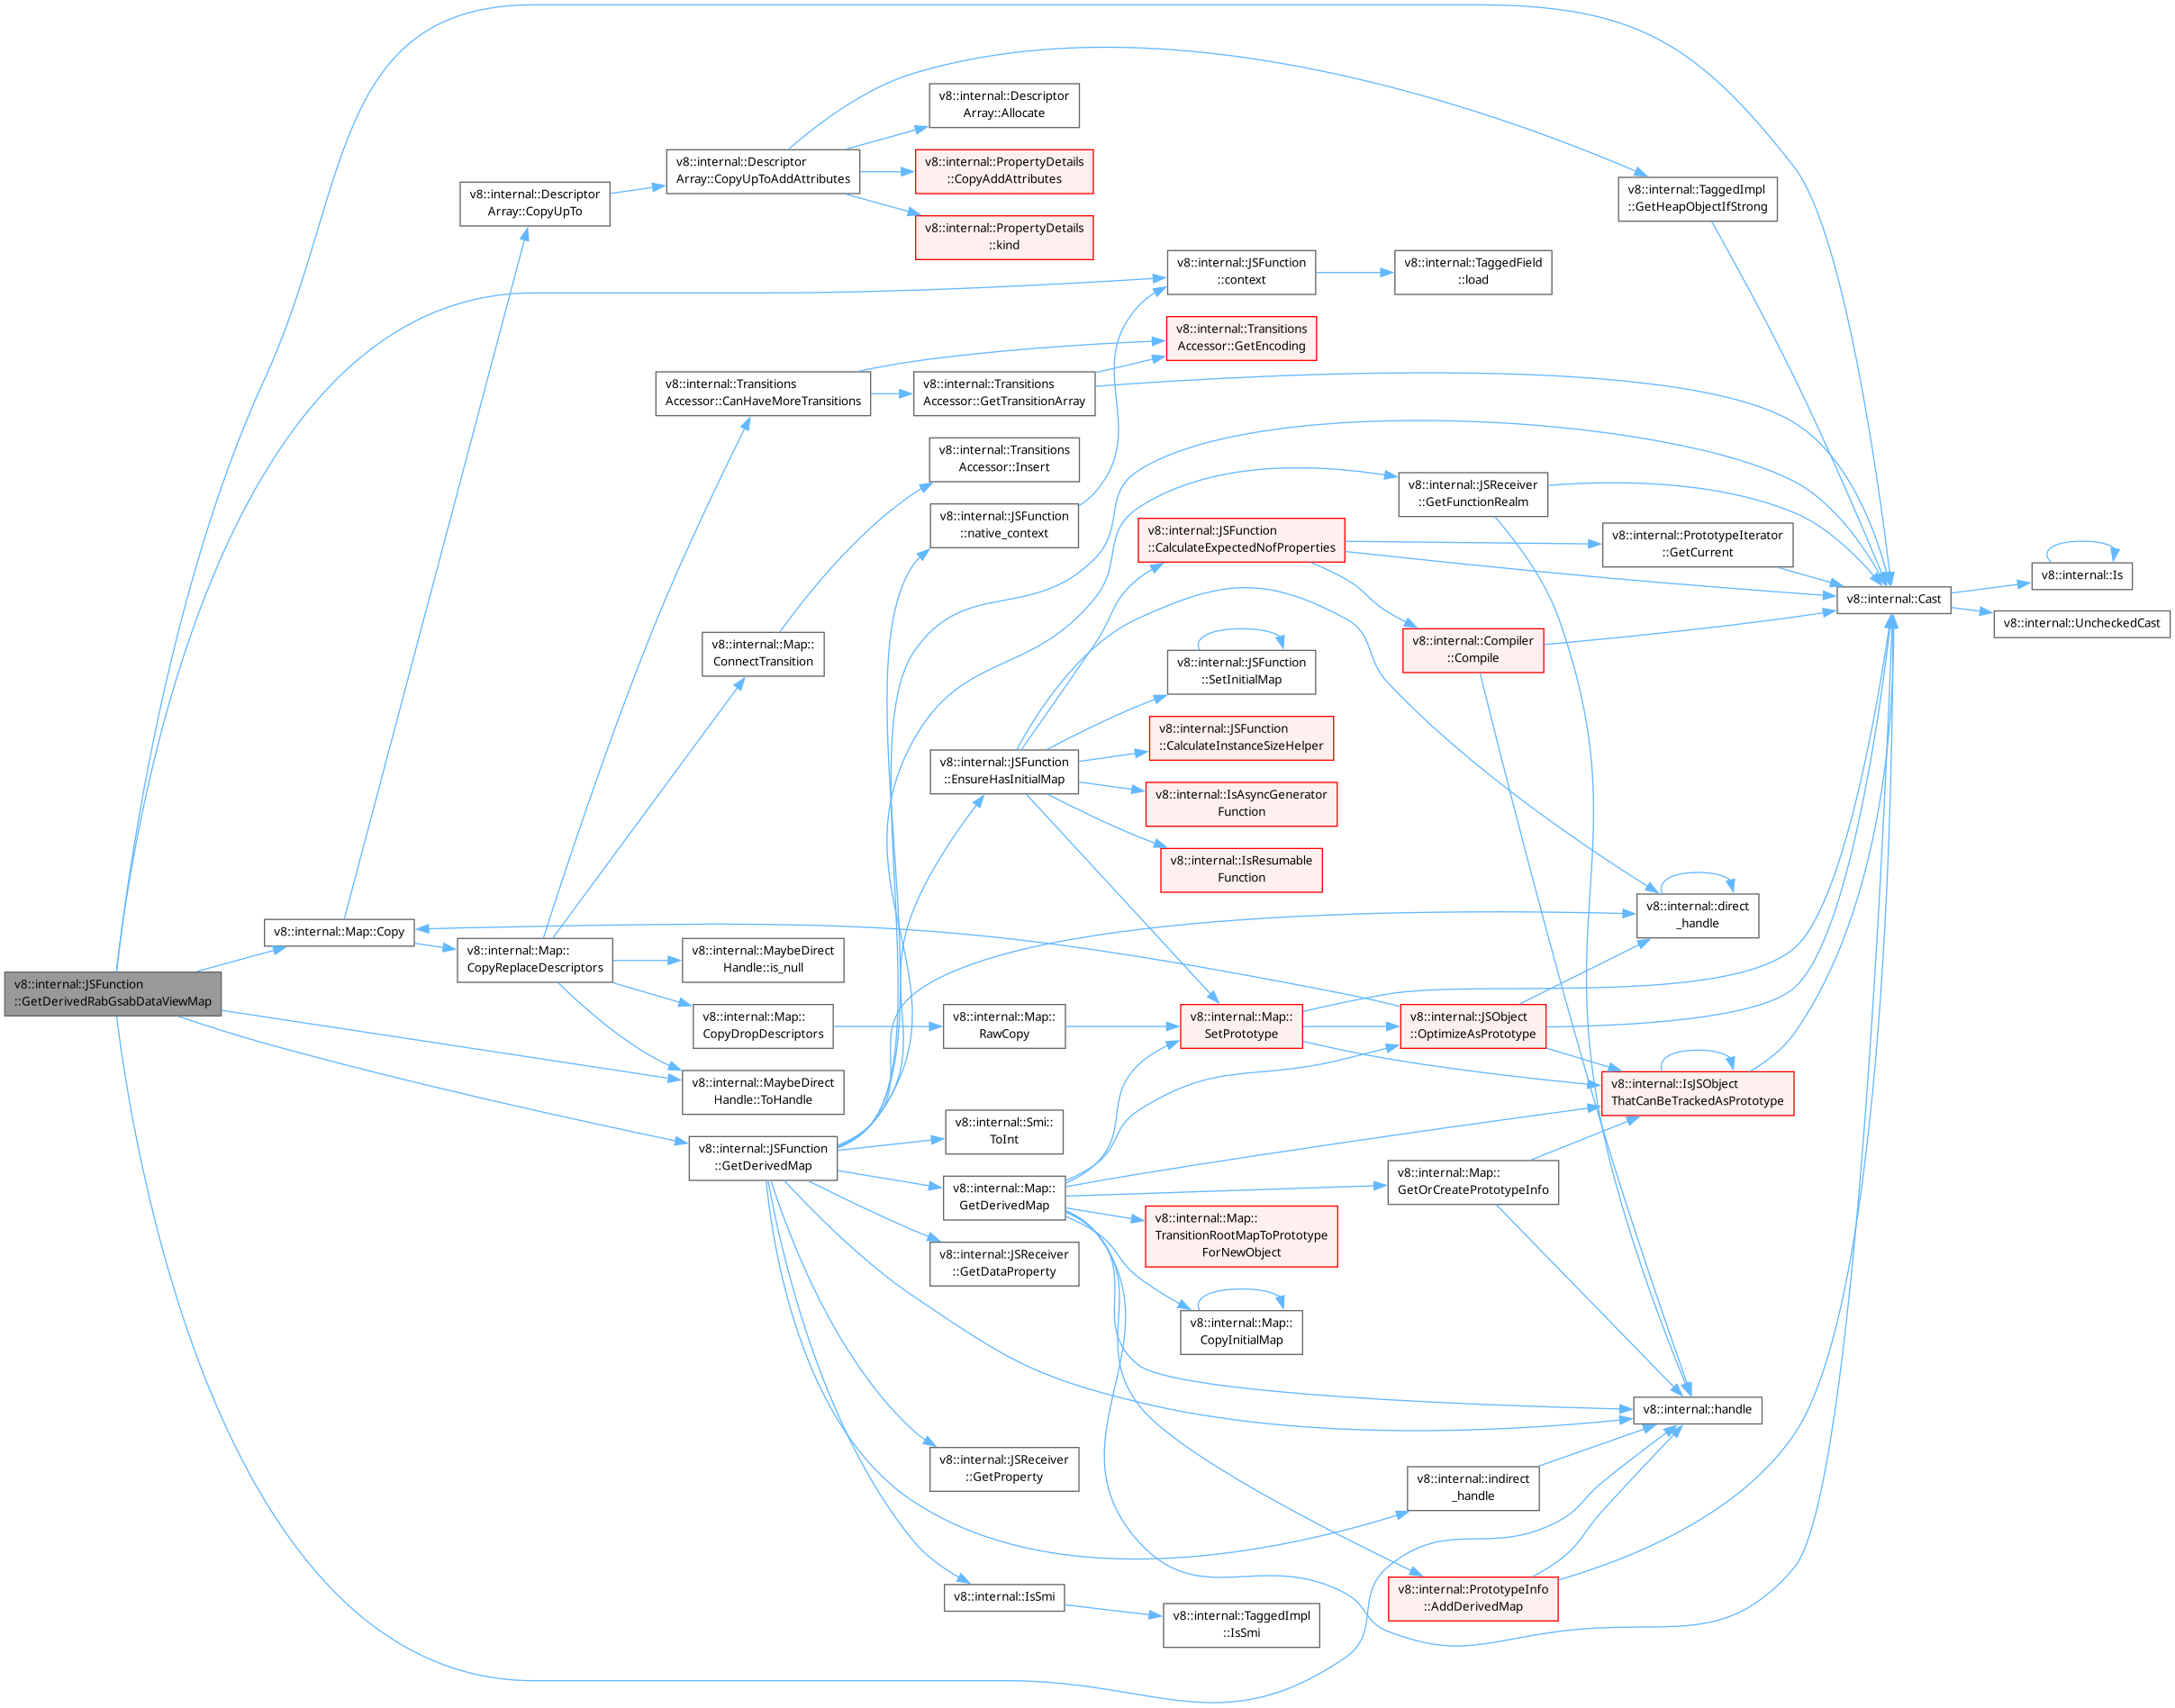 v8::internal::JSFunction
::GetDerivedRabGsabDataViewMap
v8::internal::Map::Copy
v8::internal::Descriptor
Array::CopyUpTo
v8::internal::Map::
CopyReplaceDescriptors
v8::internal::Descriptor
Array::CopyUpToAddAttributes
v8::internal::Transitions
Accessor::CanHaveMoreTransitions
v8::internal::Map::
ConnectTransition
v8::internal::MaybeDirect
Handle::is_null
v8::internal::Map::
CopyDropDescriptors
v8::internal::MaybeDirect
Handle::ToHandle
v8::internal::JSFunction
::GetDerivedMap
v8::internal::Descriptor
Array::Allocate
v8::internal::PropertyDetails
::CopyAddAttributes
v8::internal::PropertyDetails
::kind
v8::internal::Transitions
Accessor::GetTransitionArray
v8::internal::Transitions
Accessor::Insert
v8::internal::JSFunction
::native_context
v8::internal::JSFunction
::EnsureHasInitialMap
v8::internal::Map::
RawCopy
v8::internal::Smi::
ToInt
v8::internal::Map::
GetDerivedMap
v8::internal::JSReceiver
::GetDataProperty
v8::internal::JSReceiver
::GetProperty
v8::internal::IsSmi
v8::internal::JSFunction
::context
v8::internal::Transitions
Accessor::GetEncoding
v8::internal::JSFunction
::CalculateExpectedNofProperties
v8::internal::JSFunction
::SetInitialMap
v8::internal::JSFunction
::CalculateInstanceSizeHelper
v8::internal::IsAsyncGenerator
Function
v8::internal::IsResumable
Function
v8::internal::Map::
SetPrototype
v8::internal::Map::
TransitionRootMapToPrototype
ForNewObject
v8::internal::Map::
CopyInitialMap
v8::internal::TaggedImpl
::IsSmi
v8::internal::TaggedField
::load
v8::internal::JSReceiver
::GetFunctionRealm
v8::internal::Compiler
::Compile
v8::internal::JSObject
::OptimizeAsPrototype
v8::internal::Map::
GetOrCreatePrototypeInfo
v8::internal::indirect
_handle
v8::internal::PrototypeInfo
::AddDerivedMap
v8::internal::TaggedImpl
::GetHeapObjectIfStrong
v8::internal::PrototypeIterator
::GetCurrent
v8::internal::direct
_handle
v8::internal::IsJSObject
ThatCanBeTrackedAsPrototype
v8::internal::handle
v8::internal::Cast
v8::internal::Is
v8::internal::UncheckedCast